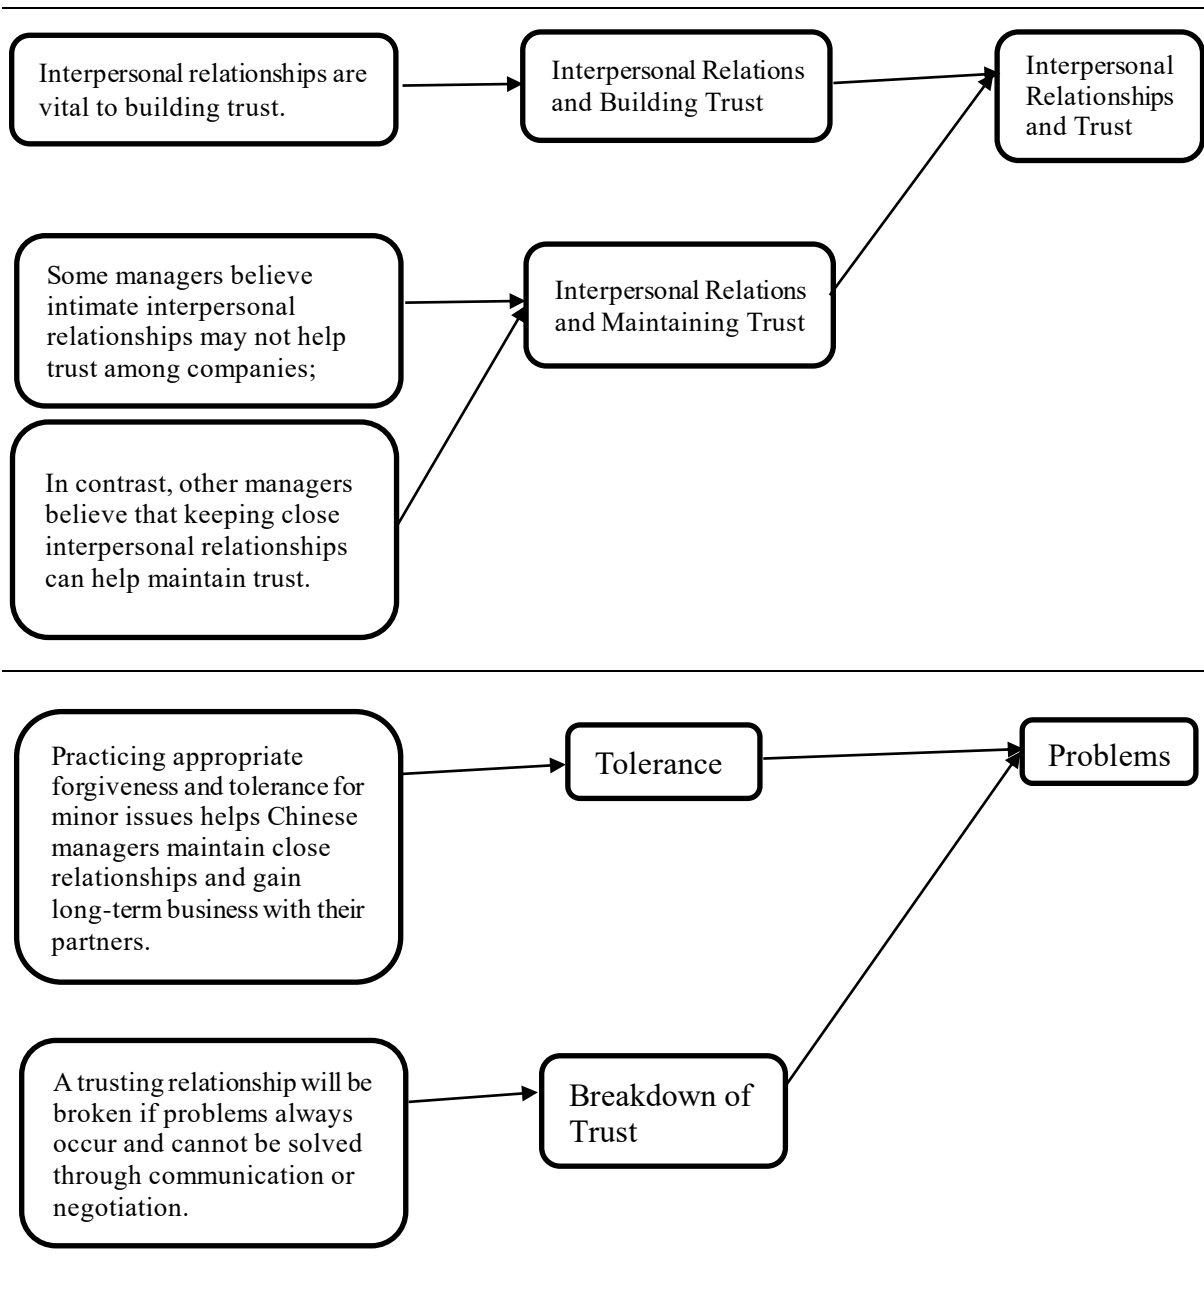 Interpersonal relationships are
vital to building trust.
Interpersonal Relations
and Building Trust
Interpersonal
Relationships
and Trust
Some managers believe
intimate interpersonal
relationships may not help
trust among companies;
Interpersonal Relations
and Maintaining Trust
In contrast, other managers
believe that keeping close
interpersonal relationships
can help maintain trust.
Practicing appropriate
forgiveness and tolerance for
minor issues helps Chinese
managers maintain close
relationships and gain
long-term business with their
partners.
Tolerance
Problems
A trusting relationship will be
broken if problems always
occur and cannot be solved
through communication or
negotiation.
Breakdown of
Trust